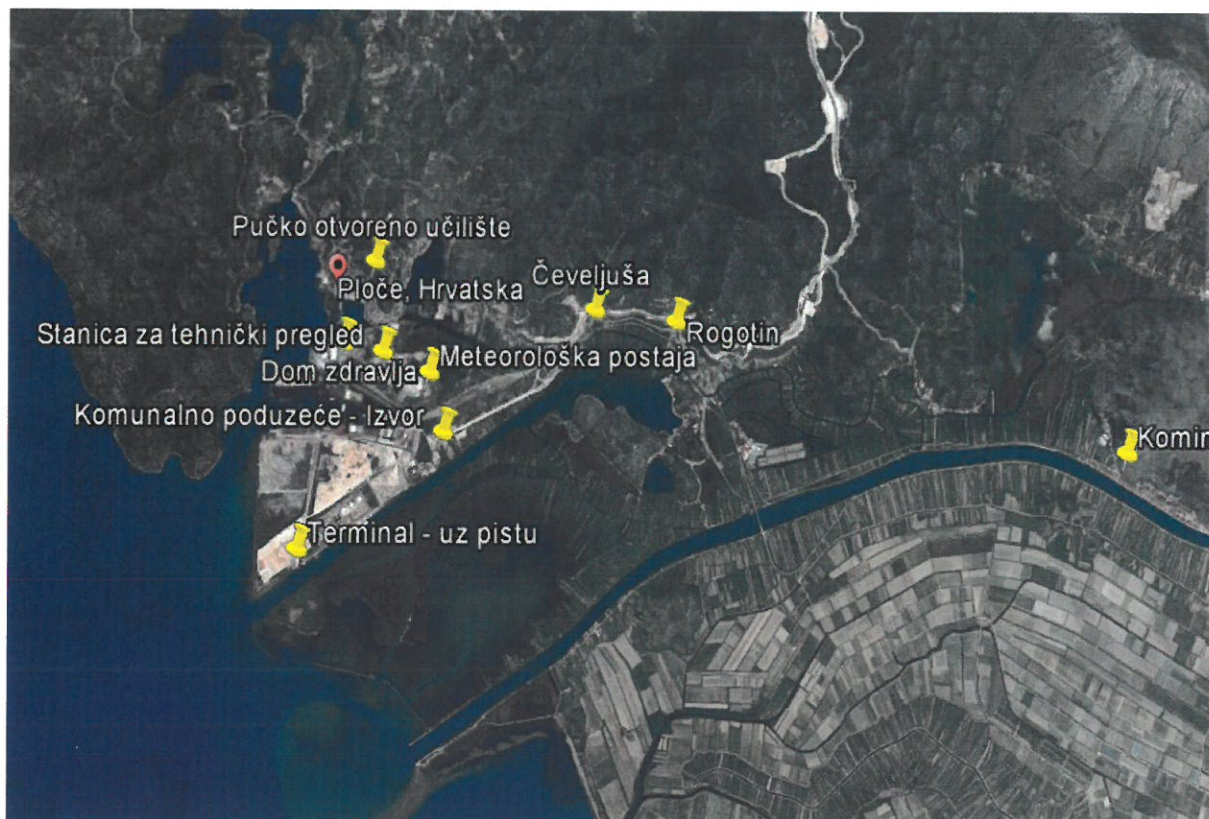 Pučko otvoreno učilište
Ploče, Hrvatska
Čeveljuša
Rogotin
Stanica za tehnički pregled
Meteorološka postaja
Dom zdravlja
Komunalno poduzeće - Izvor
Komin
Terminal - uz pistu